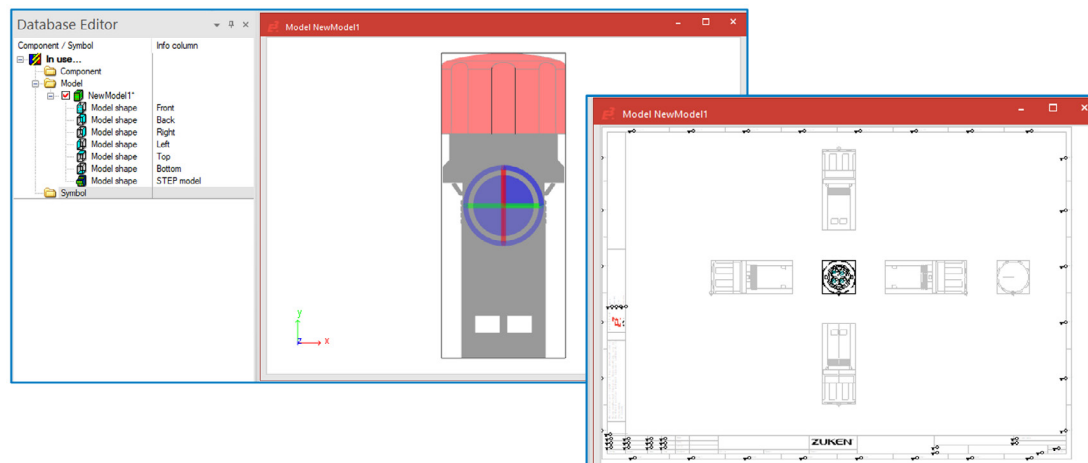 Database Editor
Component / Symbol Info column
In use...
Component
Model
NewModel1*
Model shape Front
Model shape Back
Model shape Right
Model shape Left
Model shape Top
Model shape Bottom
Model shape STEP model
Symbol
Model NewModel1
y
z
x
Model NewModel1
ZUKEN